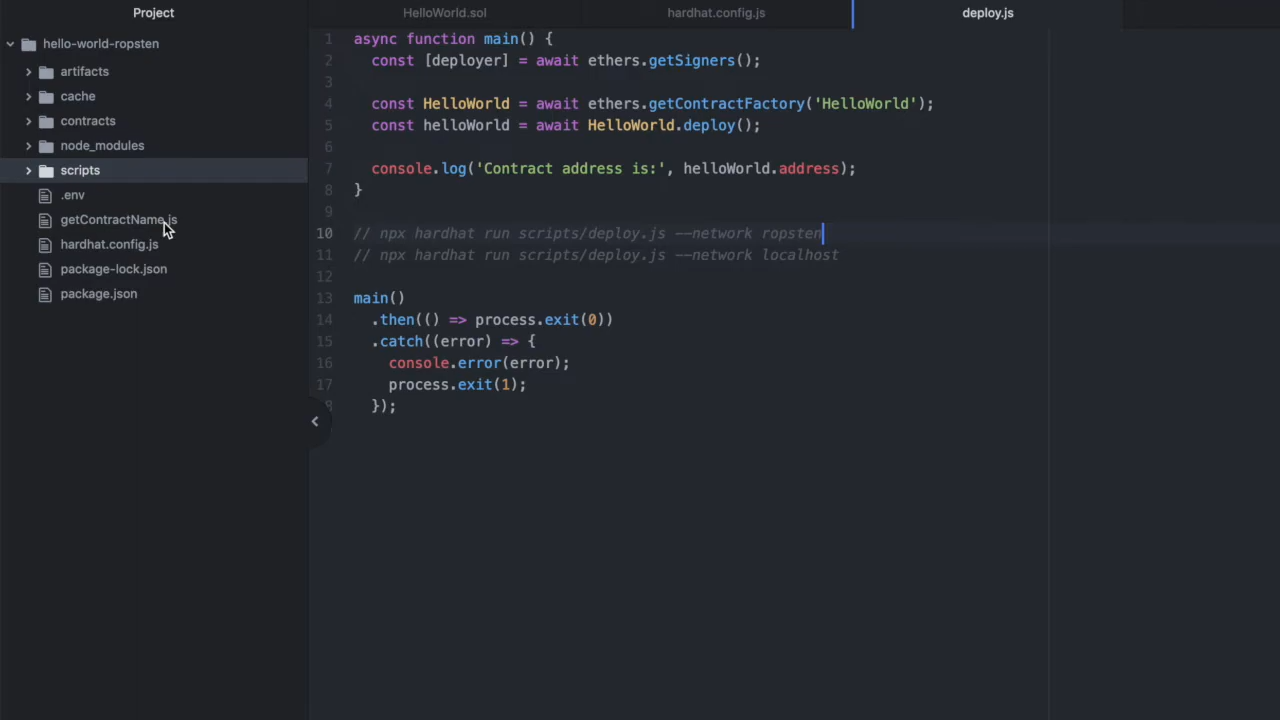 Project
hello-world-ropsten
artifacts
cache
contracts
node_modules
scripts
.env
getContractName.js
hardhat.config.js
package-lock.json
package.json
HelloWorld.sol
hardhat.config.js
deploy.js
1 async function main() {
2   const [deployer] = await ethers.getSigners();
3
4   const HelloWorld = await ethers.getContractFactory('HelloWorld');
5   const helloWorld = await HelloWorld.deploy();
6
7   console.log('Contract address is:', helloWorld.address);
8 }
9
10 // npx hardhat run scripts/deploy.js --network ropsten
11 // npx hardhat run scripts/deploy.js --network localhost
12
13 main()
14   .then(() => process.exit(0))
15   .catch((error) => {
16     console.error(error);
17     process.exit(1);
8   });